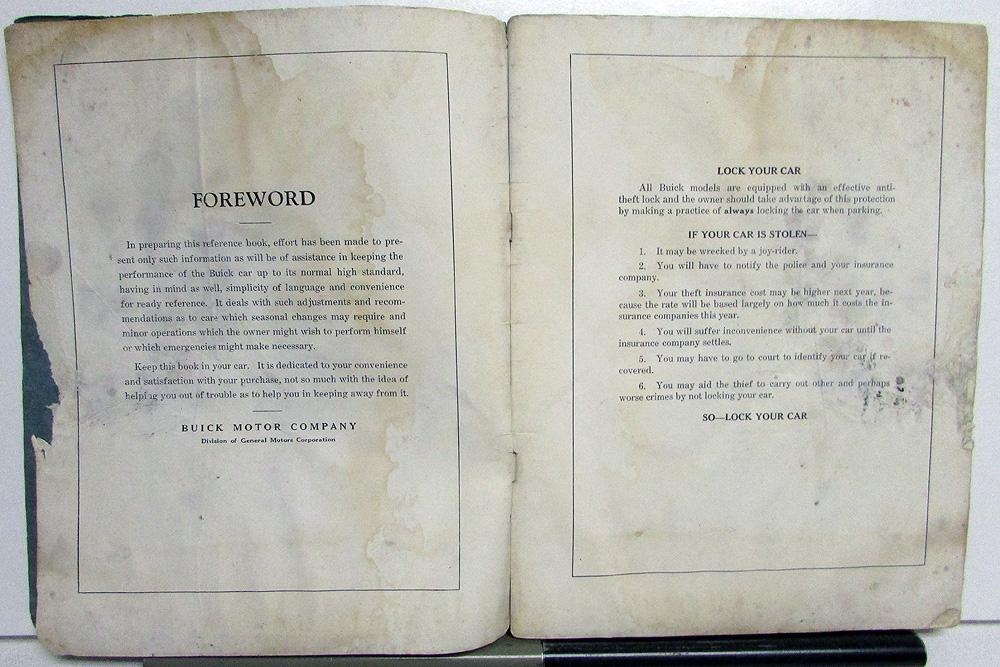 FOREWORD
In preparing this reference book, effort has been made to pre-
sent only such information as will be of assistance in keeping the
performance of the Buick car up to its normal high standard,
having in mind as well, simplicity of language and convenience
for ready reference. It deals with such adjustments and recom-
mendations as to care which seasonal changes may require and
minor operations which the owner might wish to perform himself
or which emergencies might make necessary.
Keep this book in your car. It is dedicated to your convenience
and satisfaction with your purchase, not so much with the idea of
helping you out of trouble as to help you in keeping away from it.
BUICK MOTOR COMPANY
Division of General Motors Corporation
LOCK YOUR CAR
All Buick models are equipped with an effective anti-
theft lock and the owner should take advantage of this protection
by making a practice of always locking the car when parking.
IF YOUR CAR IS STOLEN—
1. It may be wrecked by a joy-rider.
2. You will have to notify the police and your insurance
company.
3. Your theft insurance cost may be higher next year, be-
cause the rate will be based largely on how much it costs the in-
surance companies this year.
4. You will suffer inconvenience without your car until the
insurance company settles.
5. You may have to go to court to identify your car if re-
covered.
6. You may aid the thief to carry out other and perhaps
worse crimes by not locking your car.
SO—LOCK YOUR CAR